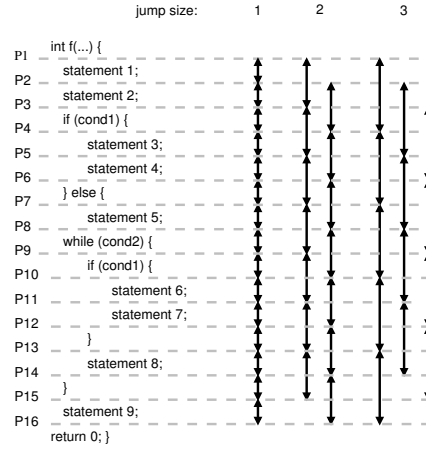 jump size: 1 2 3
int f(...) {
P1
statement 1;
P2
statement 2;
P3
if (cond1) {
P4
statement 3;
P5
statement 4;
P6
} else {
P7
statement 5;
P8
while (cond2) {
P9
if (cond1) {
P10
statement 6;
P11
statement 7;
P12
}
P13
statement 8;
P14
}
P15
statement 9;
P16
return 0; }